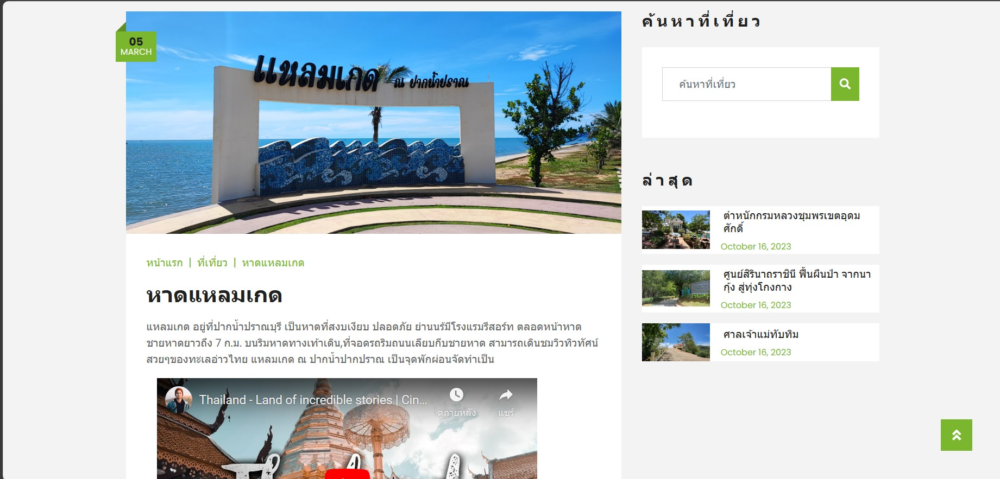 05
MARCH
แหลมเกด ณ ปากน้ำปราณ
หน้าแรก | ที่เที่ยว | หาดแหลมเกด
หาดแหลมเกด
แหลมเกด อยู่ที่ปากน้ำปราณบุรี เป็นหาดที่สงบเงียบ ปลอดภัย ย่านนร้มีโรงแรมรีสอร์ท ตลอดหน้าหาด
ชายหาดยาวถึง 7 ก.ม. บนริมหาดทางเท้าเดิน,ที่จอดรถริมถนนเลียบกีบชายหาด สามารถเดินชมวิวทิวทัศน์
สวยๆของทะเลอ่าวไทย แหลมเกด ณ ปากน้ำปากปราณ เป็นจุดพักผ่อนจัดทำเป็น
Thailand - Land of incredible stories | Cin...
ดูภายหลัง
แชร์
ค้นหาที่เที่ยว
ค้นหาที่เที่ยว
ล่าสุด
ตำหนักกรมหลวงชุมพรเขตอุดม
ศักดิ์
October 16, 2023
ศูนย์สิรินาถราชินี ฟื้นผืนป่า จากนา
กุ้ง สู่ทุ่งโกงกาง
October 16, 2023
ศาลเจ้าแม่ทับทิม
October 16, 2023